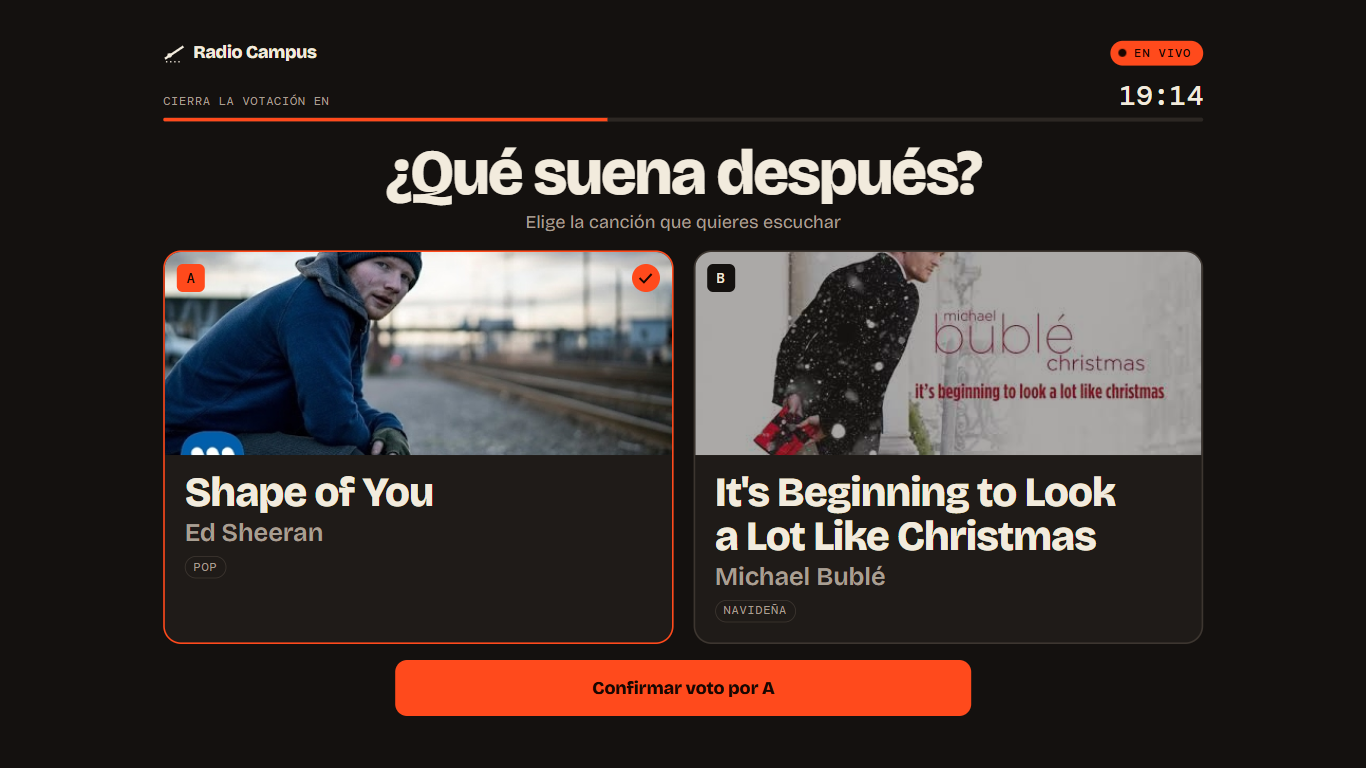 Radio Campus
EN VIVO
CIERRA LA VOTACIÓN EN
19:14
¿Qué suena después?
Elige la canción que quieres escuchar
A
B
michael
bublé
christmas
it's beginning to look a lot like christmas
Shape of You
Ed Sheeran
POP
It's Beginning to Look
a Lot Like Christmas
Michael Bublé
NAVIDEÑA
Confirmar voto por A